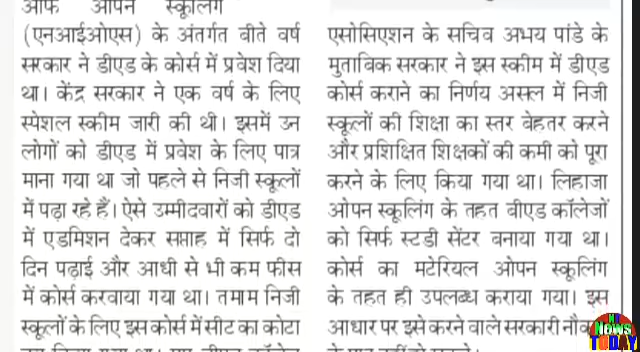 ऑफ ओपन स्कूलिंग
(एनआईओएस) के अंतर्गत बीते वर्ष
सरकार ने डीएड के कोर्स में प्रवेश दिया
था। केंद्र सरकार ने एक वर्ष के लिए
स्पेशल स्कीम जारी की थी। इसमें उन
लोगों को डीएड में प्रवेश के लिए पात्र
माना गया था जो पहले से निजी स्कूलों
में पढ़ा रहे हैं। ऐसे उम्मीदवारों को डीएड
में एडमिशन देकर सप्ताह में सिर्फ दो
दिन पढ़ाई और आधी से भी कम फीस
में कोर्स करवाया गया था। तमाम निजी
स्कूलों के लिए इस कोर्स में सीट का कोटा
एसोसिएशन के सचिव अभय पांडे के
मुताबिक सरकार ने इस स्कीम में डीएड
कोर्स कराने का निर्णय असल में निजी
स्कूलों की शिक्षा का स्तर बेहतर करने
और प्रशिक्षित शिक्षकों की कमी को पूरा
करने के लिए किया गया था। लिहाजा
ओपन स्कूलिंग के तहत बीएड कॉलेजों
को सिर्फ स्टडी सेंटर बनाया गया था।
कोर्स का मटेरियल ओपन स्कूलिंग
के तहत ही उपलब्ध कराया गया। इस
आधार पर इसे करने वाले सरकारी
NEWS
TODAY